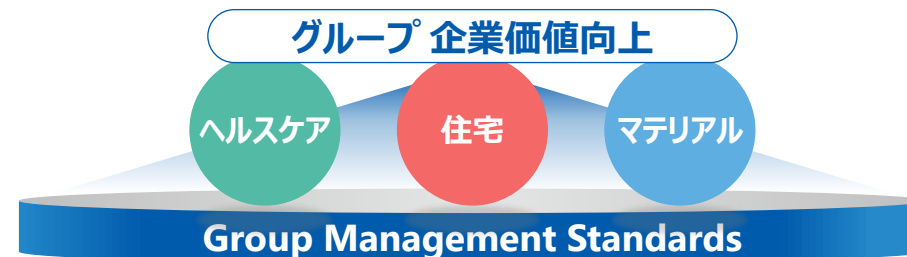 グループ 企業価値向上
ヘルスケア
住宅
マテリアル
Group Management Standards